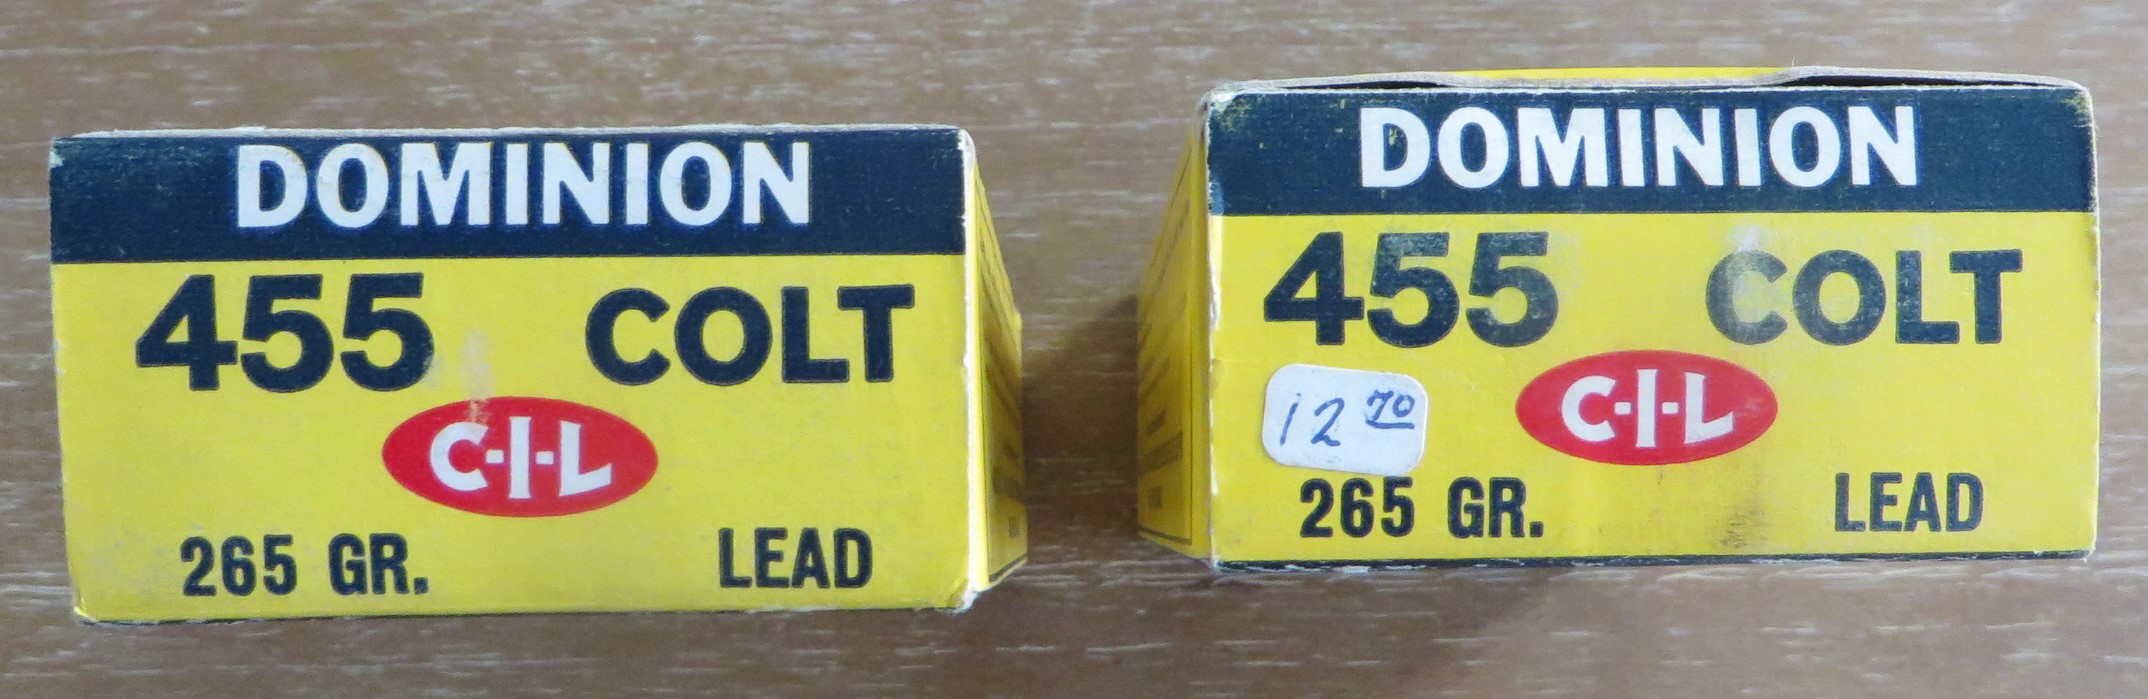 DOMINION
455 COLT
C-I-L
265 GR. LEAD
DOMINION
455 COLT
C-I-L
12 70
265 GR. LEAD